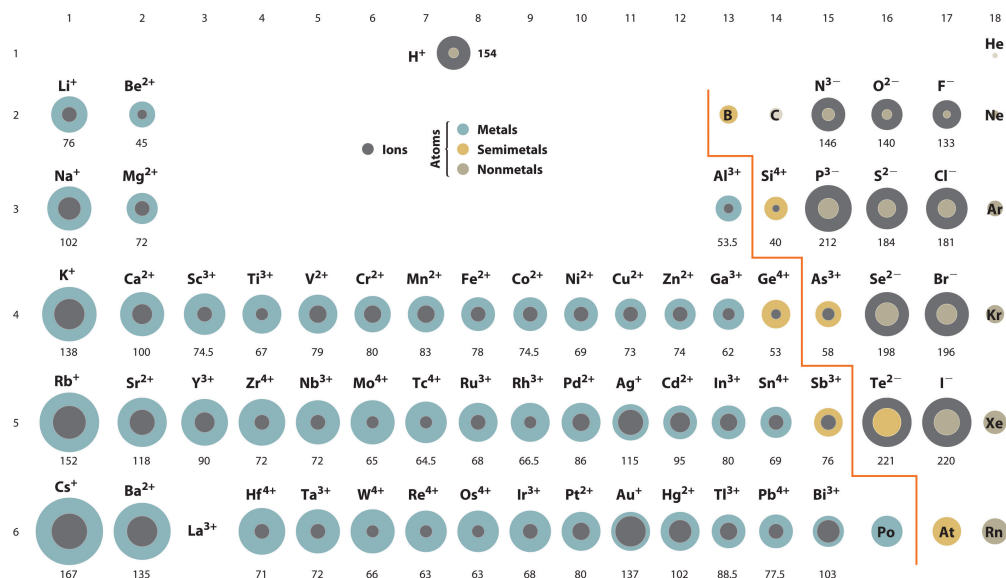 1 2 3 4 5 6 7 8 9 10 11 12 13 14 15 16 17 18
1 H⁺ 154 He
Li⁺ Be²⁺ N³⁻ O²⁻ F⁻
2 B C Ne
76 45 146 140 133
Atoms
Ions
Metals
Semimetals
Nonmetals
Na⁺ Mg²⁺ Al³⁺ Si⁴⁺ P³⁻ S²⁻ Cl⁻
3 Ar
102 72 53.5 40 212 184 181
K⁺ Ca²⁺ Sc³⁺ Ti³⁺ V²⁺ Cr²⁺ Mn²⁺ Fe²⁺ Co²⁺ Ni²⁺ Cu²⁺ Zn²⁺ Ga³⁺ Ge⁴⁺ As³⁺ Se²⁻ Br⁻
4 Kr
138 100 74.5 67 79 80 83 78 74.5 69 73 74 62 53 58 198 196
Rb⁺ Sr²⁺ Y³⁺ Zr⁴⁺ Nb³⁺ Mo⁴⁺ Tc⁴⁺ Ru³⁺ Rh³⁺ Pd²⁺ Ag⁺ Cd²⁺ In³⁺ Sn⁴⁺ Sb³⁺ Te²⁻ I⁻
5 Xe
152 118 90 72 72 65 64.5 68 66.5 86 115 95 80 69 76 221 220
Cs⁺ Ba²⁺ Hf⁴⁺ Ta³⁺ W⁴⁺ Re⁴⁺ Os⁴⁺ Ir³⁺ Pt²⁺ Au⁺ Hg²⁺ Tl³⁺ Pb⁴⁺ Bi³⁺
6 La³⁺ Po At Rn
167 135 71 72 66 63 63 68 80 137 102 88.5 77.5 103